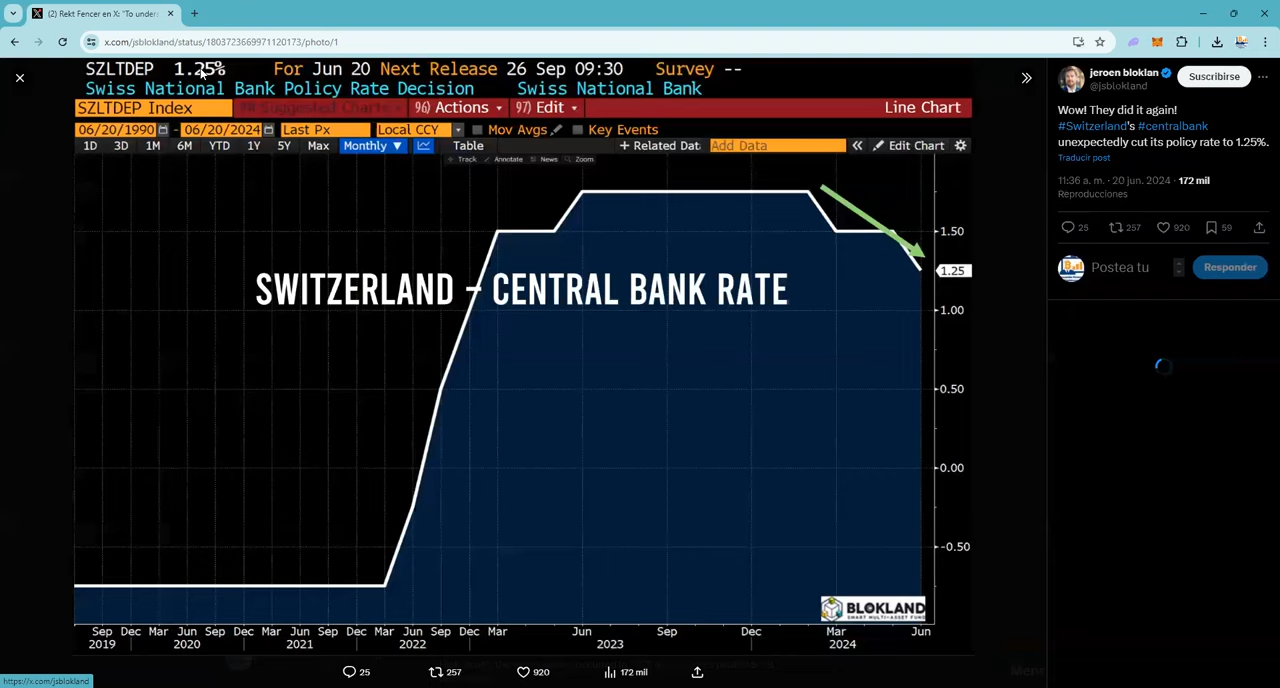 (2) Rekt Fencer en X: "To unders
x.com/jsblokland/status/1803723669971120173/photo/1
SZLTDEP 1.25% For Jun 20 Next Release 26 Sep 09:30 Survey --
Swiss National Bank Policy Rate Decision Swiss National Bank
SZLTDEP Index 98) Suggested Charts 96) Actions 97) Edit Line Chart
06/20/1990 - 06/20/2024 Last Px Local CCY Mov Avgs Key Events
1D 3D 1M 6M YTD 1Y 5Y Max Monthly ▼ Table + Related Dat Add Data « Edit Chart
Track Annotate News Zoom
SWITZERLAND – CENTRAL BANK RATE
1.50
1.25
1.00
0.50
0.00
-0.50
BLOKLAND
SMART MULTI-ASSET FUND
Sep Dec Mar Jun Sep Dec Mar Jun Sep Dec Mar Jun Sep Dec Mar Jun Sep Dec Mar Jun
2019 2020 2021 2022 2023 2024
25 257 920 172 mil
https://x.com/jsblokland
jeroen bloklan
@jsblokland
Suscribirse
Wow! They did it again!
#Switzerland's #centralbank
unexpectedly cut its policy rate to 1.25%.
Traducir post
11:36 a. m. · 20 jun. 2024 · 172 mil
Reproducciones
25 257 920 59
Postea tu
Responder